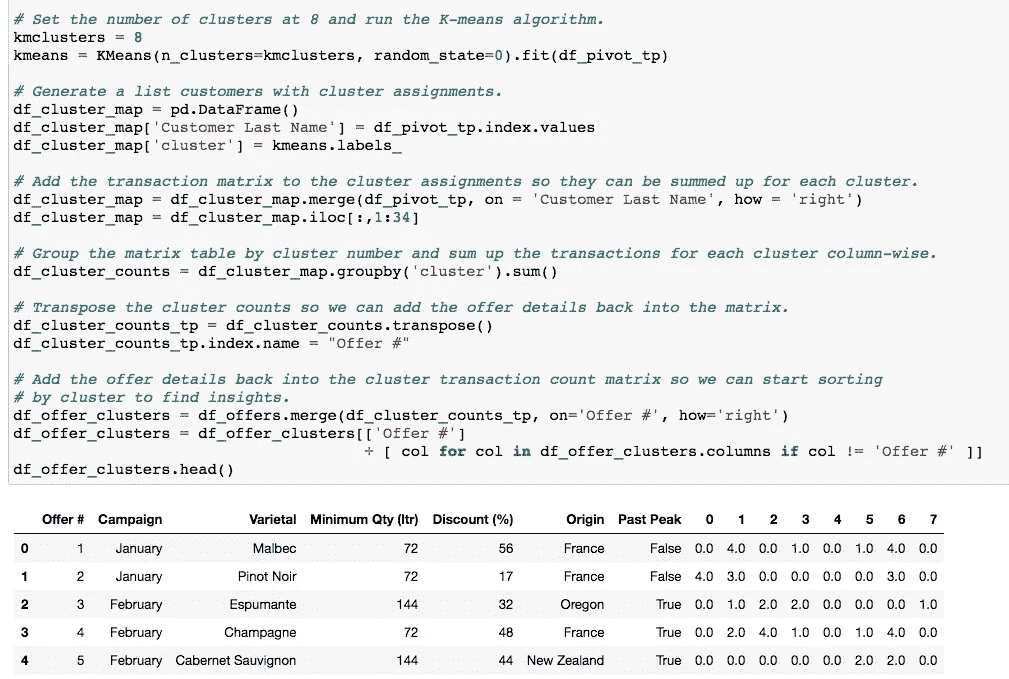 # Set the number of clusters at 8 and run the K-means algorithm.
kmclusters = 8
kmeans = KMeans(n_clusters=kmclusters, random_state=0).fit(df_pivot_tp)
# Generate a list customers with cluster assignments.
df_cluster_map = pd.DataFrame()
df_cluster_map['Customer Last Name'] = df_pivot_tp.index.values
df_cluster_map['cluster'] = kmeans.labels_
# Add the transaction matrix to the cluster assignments so they can be summed up for each cluster.
df_cluster_map = df_cluster_map.merge(df_pivot_tp, on = 'Customer Last Name', how = 'right')
df_cluster_map = df_cluster_map.iloc[:,1:34]
# Group the matrix table by cluster number and sum up the transactions for each cluster column-wise.
df_cluster_counts = df_cluster_map.groupby('cluster').sum()
# Transpose the cluster counts so we can add the offer details back into the matrix.
df_cluster_counts_tp = df_cluster_counts.transpose()
df_cluster_counts_tp.index.name = "Offer #"
# Add the offer details back into the cluster transaction count matrix so we can start sorting
# by cluster to find insights.
df_offer_clusters = df_offers.merge(df_cluster_counts_tp, on='Offer #', how='right')
df_offer_clusters = df_offer_clusters[['Offer #']
÷ [ col for col in df_offer_clusters.columns if col != 'Offer #' ]]
df_offer_clusters.head()
Offer # Campaign Varietal Minimum Qty (ltr) Discount (%) Origin Past Peak 0 1 2 3 4 5 6 7
0 1 January Malbec 72 56 France False 0.0 4.0 0.0 1.0 0.0 1.0 4.0 0.0
1 2 January Pinot Noir 72 17 France False 4.0 3.0 0.0 0.0 0.0 0.0 3.0 0.0
2 3 February Espumante 144 32 Oregon True 0.0 1.0 2.0 2.0 0.0 0.0 0.0 1.0
3 4 February Champagne 72 48 France True 0.0 2.0 4.0 1.0 0.0 1.0 4.0 0.0
4 5 February Cabernet Sauvignon 144 44 New Zealand True 0.0 0.0 0.0 0.0 0.0 2.0 2.0 0.0